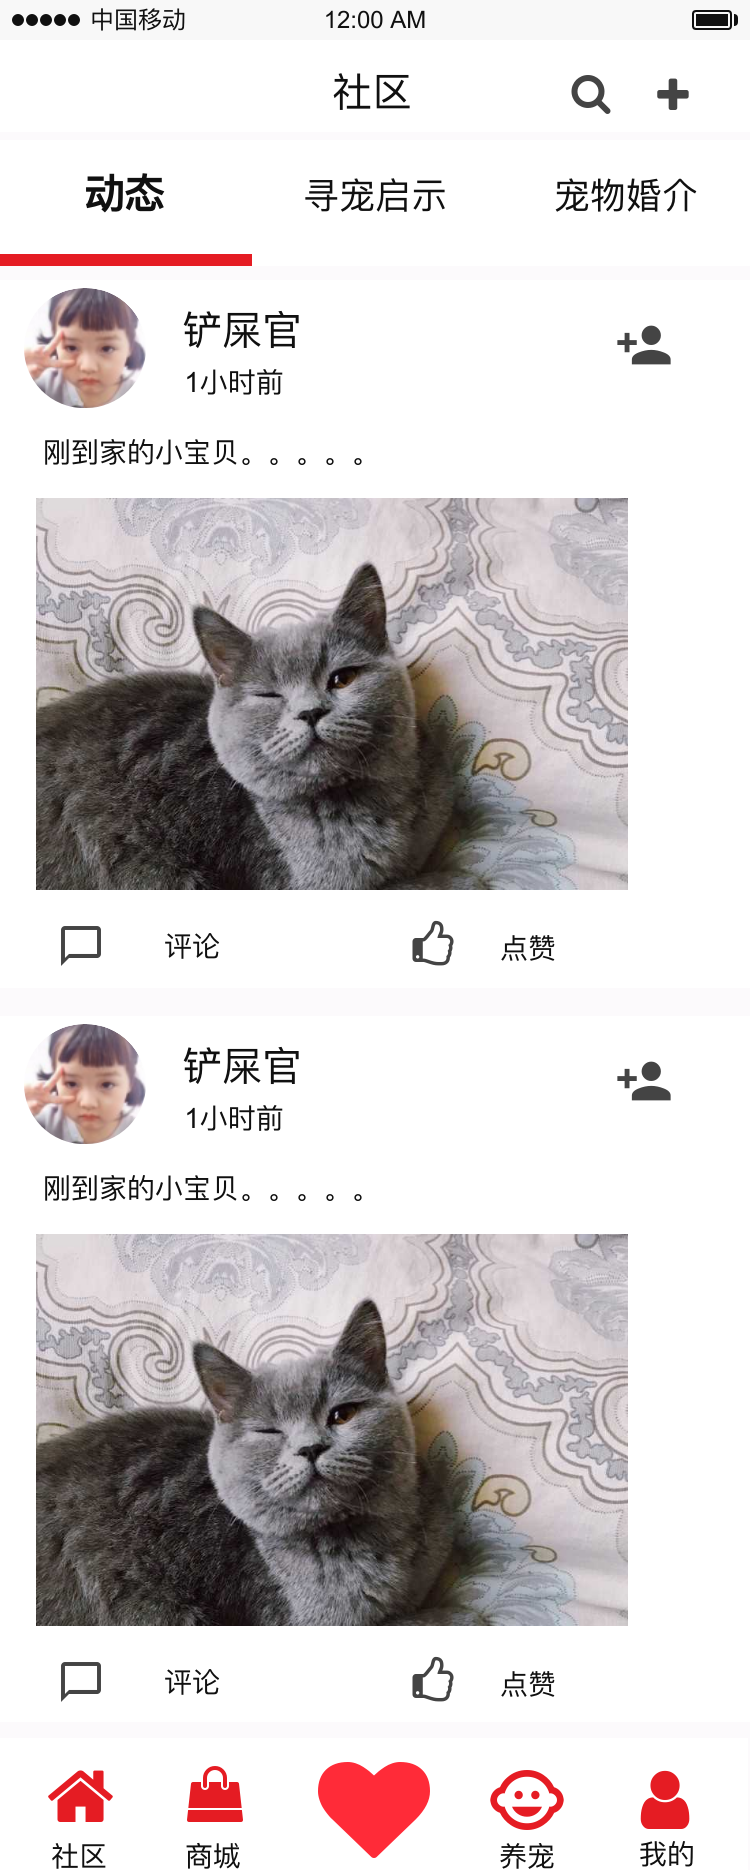 中国移动 12:00 AM
社区
动态 寻宠启示 宠物婚介
铲屎官
1小时前
刚到家的小宝贝。。。。。
评论 点赞
铲屎官
1小时前
刚到家的小宝贝。。。。。
评论 点赞
社区 商城 养宠 我的